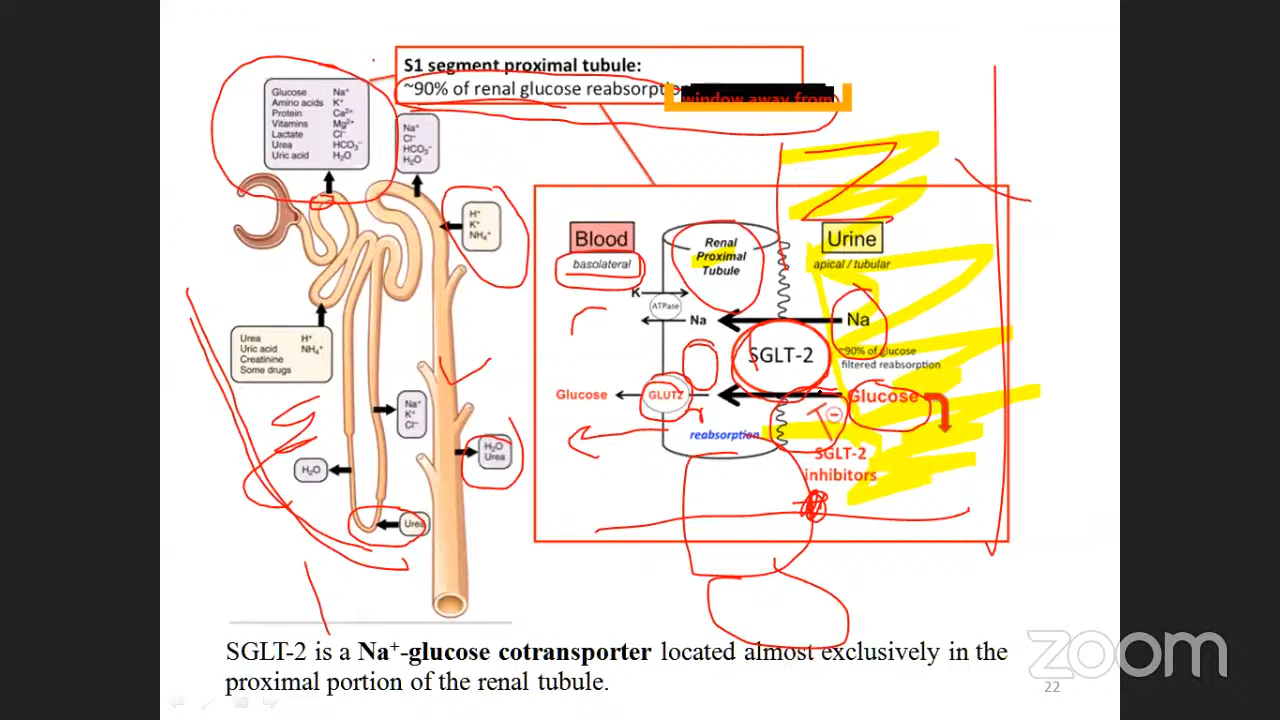 S1 segment proximal tubule:
~90% of renal glucose reabsorptio
window away from
Glucose Na⁺
Amino acids K⁺
Protein Ca²⁺
Vitamins Mg²⁺
Lactate Cl⁻
Urea HCO₃⁻
Uric acid H₂O
Na⁺
Cl⁻
HCO₃⁻
H₂O
H⁺
K⁺
NH₄⁺
Urea H⁺
Uric acid NH₄⁺
Creatinine
Some drugs
Na⁺
K⁺
Cl⁻
H₂O
Urea
H₂O
Urea
Blood
basolateral
Renal
Proximal
Tubule
Urine
apical / tubular
K
ATPase
Na
Na
SGLT-2
~90% of glucose
filtered reabsorption
Glucose
GLUT2
Glucose
reabsorption
SGLT-2
inhibitors
SGLT-2 is a Na⁺-glucose cotransporter located almost exclusively in the
proximal portion of the renal tubule.
22
zoom